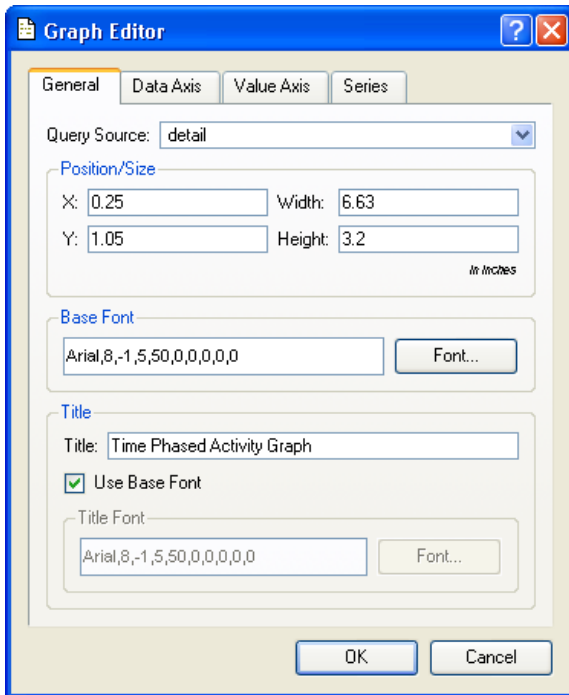 Graph Editor
General Data Axis Value Axis Series
Query Source: detail
Position/Size
X: 0.25 Width: 6.63
Y: 1.05 Height: 3.2
in inches
Base Font
Arial,8,-1,5,50,0,0,0,0,0 Font...
Title
Title: Time Phased Activity Graph
Use Base Font
Title Font
Arial,8,-1,5,50,0,0,0,0,0 Font...
OK Cancel